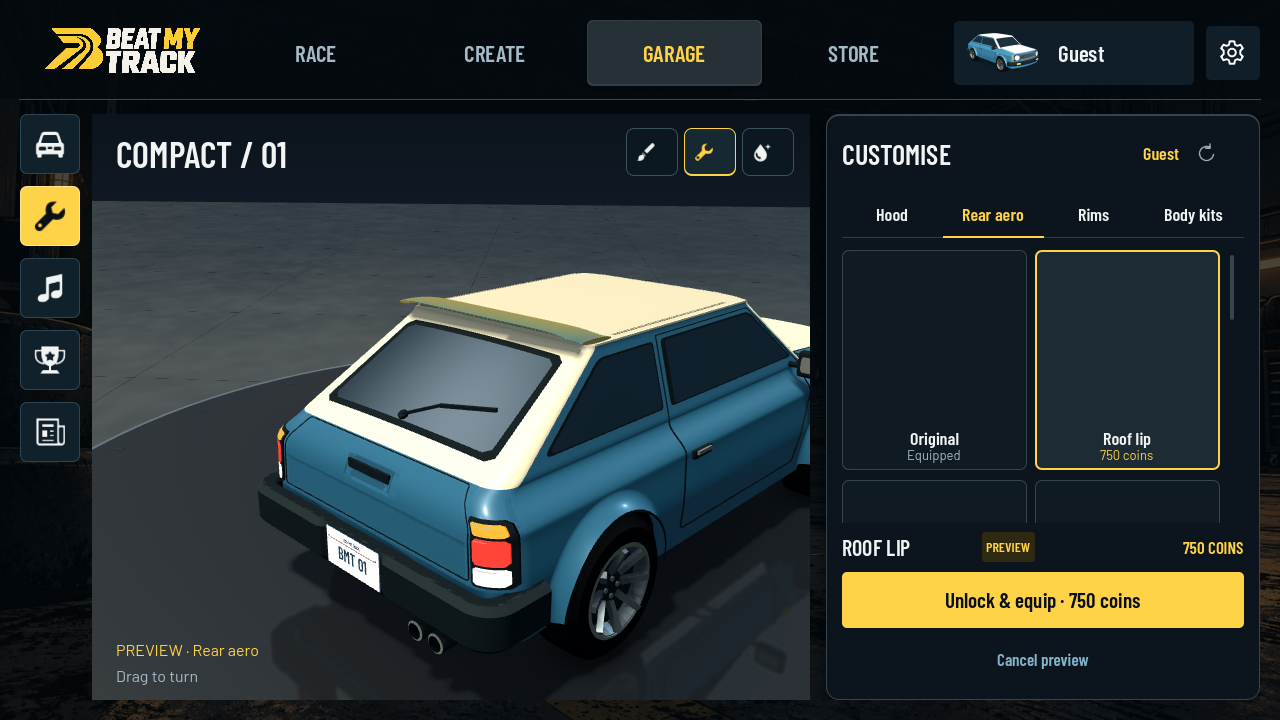 BEAT MY TRACK
RACE
CREATE
GARAGE
STORE
Guest
COMPACT / 01
CUSTOMISE
Guest
Hood
Rear aero
Rims
Body kits
Original
Equipped
Roof lip
750 coins
BMT 01
ROOF LIP
PREVIEW
750 COINS
Unlock & equip · 750 coins
Cancel preview
PREVIEW · Rear aero
Drag to turn